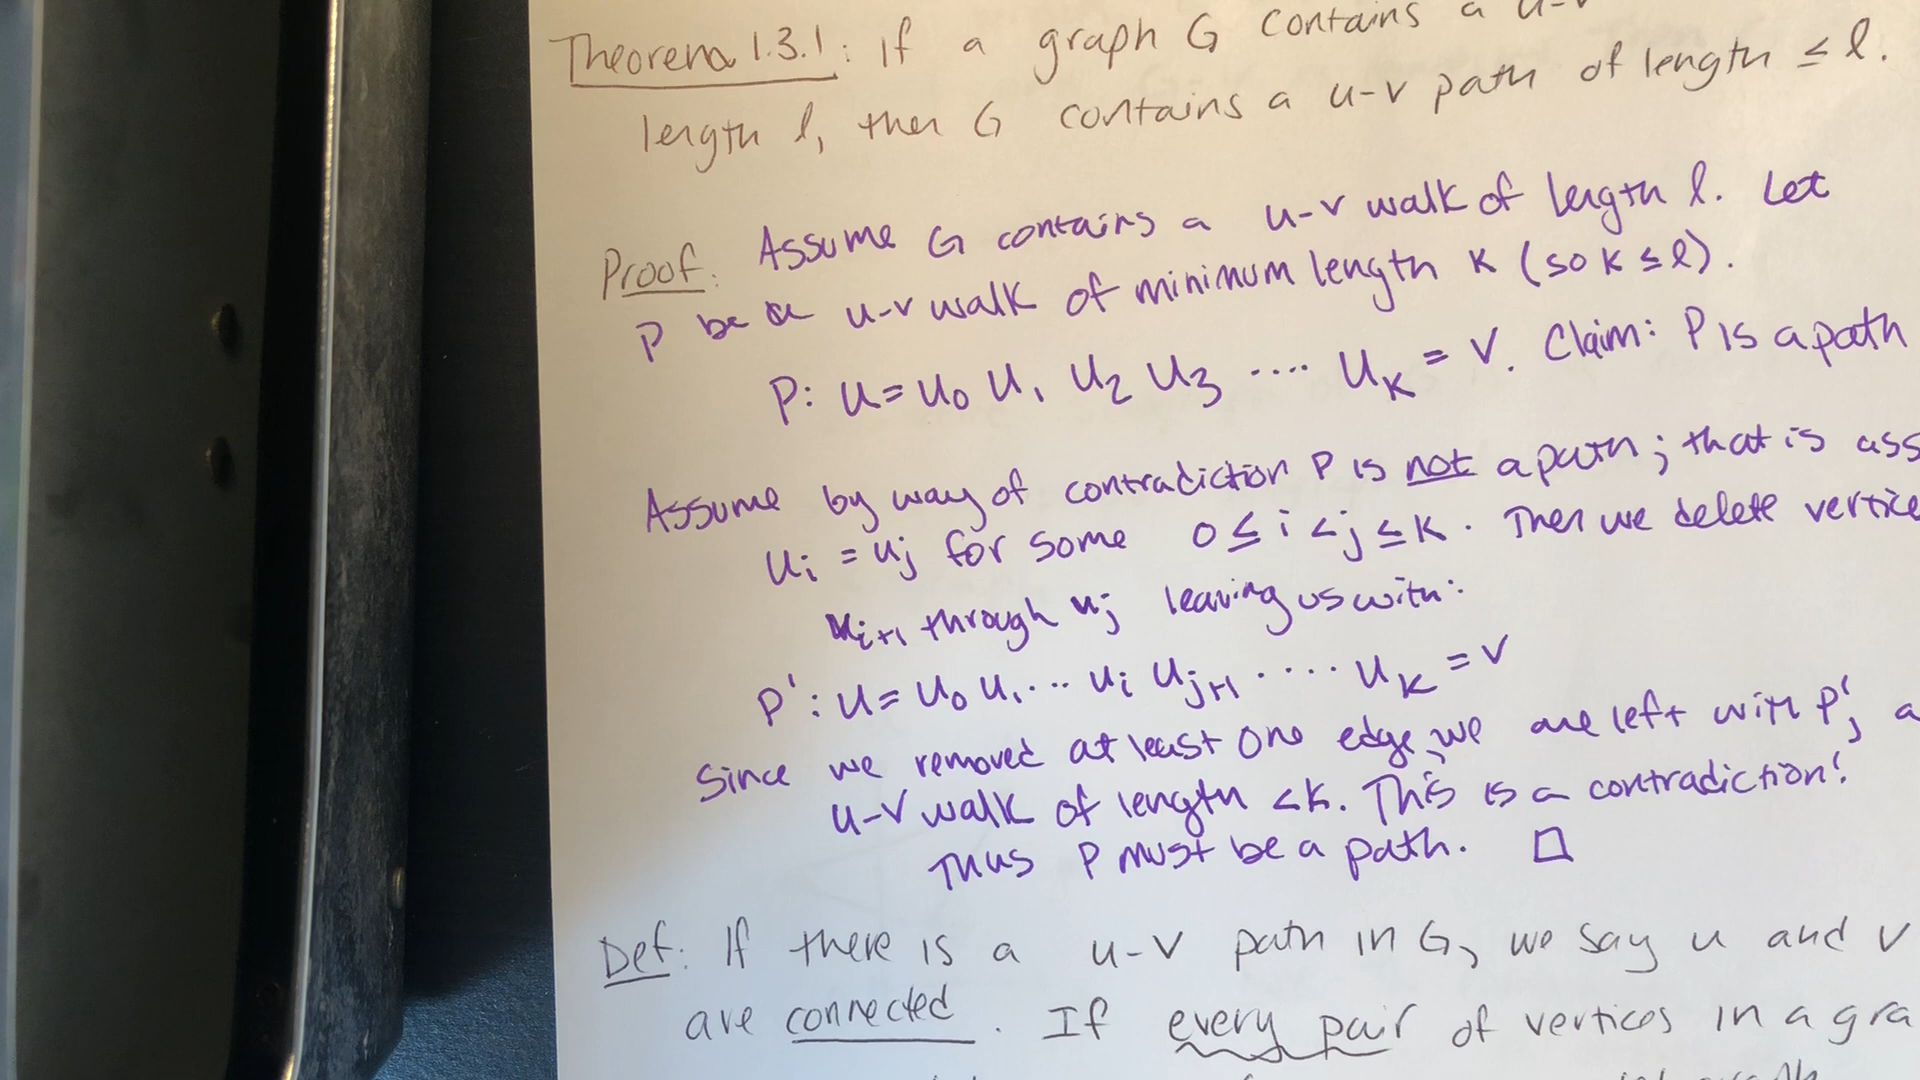 Theorem 1.3.1: If a graph G contains a u-v
length l, then G contains a u-v path of length ≤ l.
Proof: Assume G contains a u-v walk of length l. Let
P be a u-v walk of minimum length k (so k ≤ l).
P: u = u₀ u₁ u₂ u₃ .... uₖ = v. Claim: P is a path
Assume by way of contradiction P is not a path; that is ass
uᵢ = uⱼ for some 0 ≤ i < j ≤ k. Then we delete vertice
uᵢ₊₁ through uⱼ leaving us with:
P': u = u₀ u₁... uᵢ uⱼ₊₁ ..... uₖ = v
Since we removed at least one edge, we are left with P', a
u-v walk of length < k. This is a contradiction!
Thus P must be a path. □
Def: If there is a u-v path in G, we say u and v
are connected. If every pair of vertices in a gra